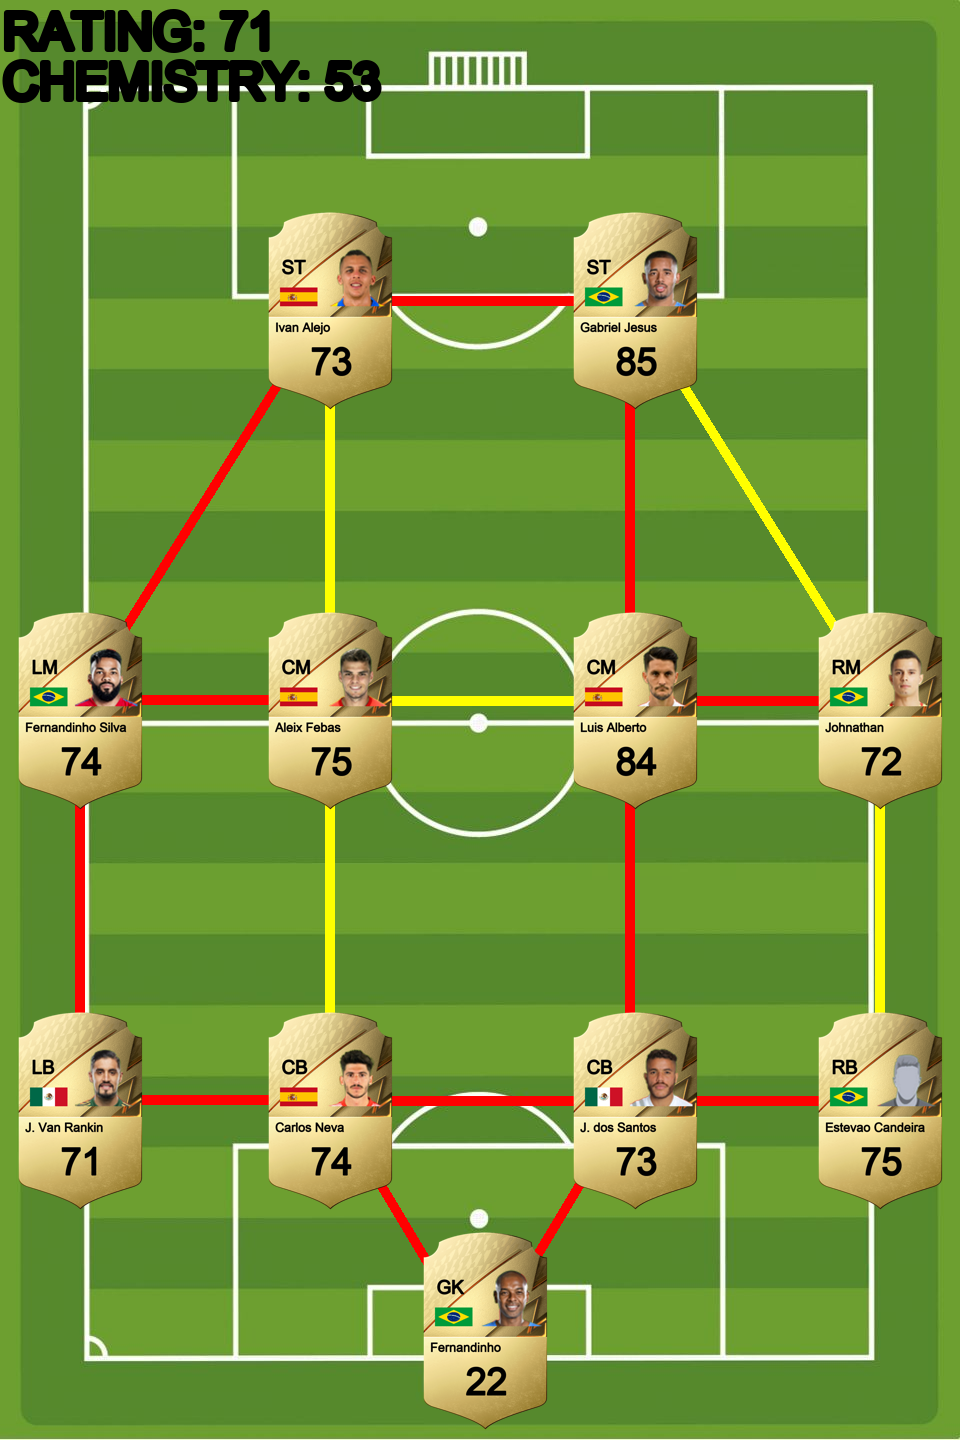 RATING: 71
CHEMISTRY: 53
ST
Ivan Alejo
73
ST
Gabriel Jesus
85
LM
Fernandinho Silva
74
CM
Aleix Febas
75
CM
Luis Alberto
84
RM
Johnathan
72
LB
J. Van Rankin
71
CB
Carlos Neva
74
CB
J. dos Santos
73
RB
Estevao Candeira
75
GK
Fernandinho
22